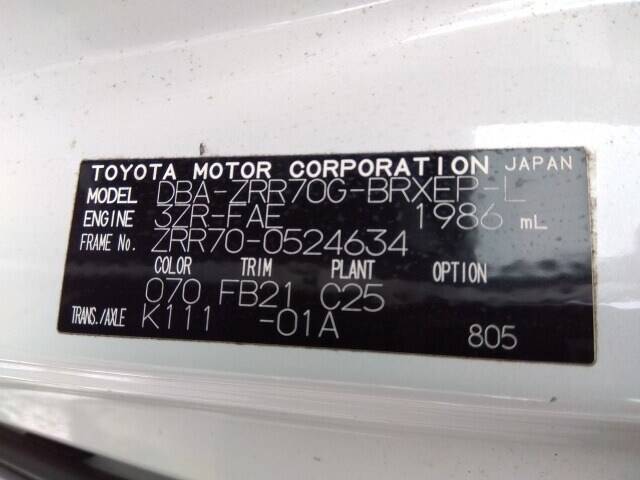 TOYOTA MOTOR CORPORATION JAPAN
MODEL DBA-ZRR70G-BRXEP-L
ENGINE 3ZR-FAE 1986 mL
FRAME No. ZRR70-0524634
COLOR TRIM PLANT OPTION
070 FB21 C25
TRANS./AXLE K111 -01A 805